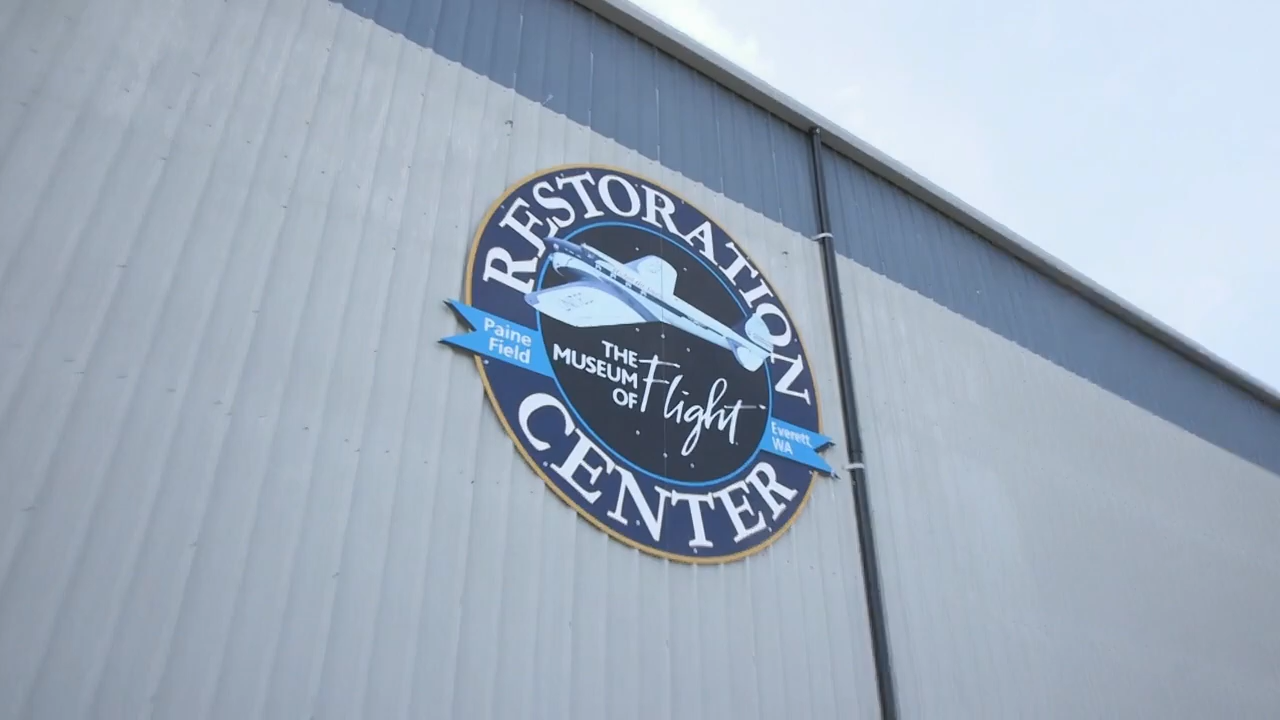 RESTORATION
Paine
Field
THE
MUSEUM
OF
Flight
Everett,
WA
CENTER